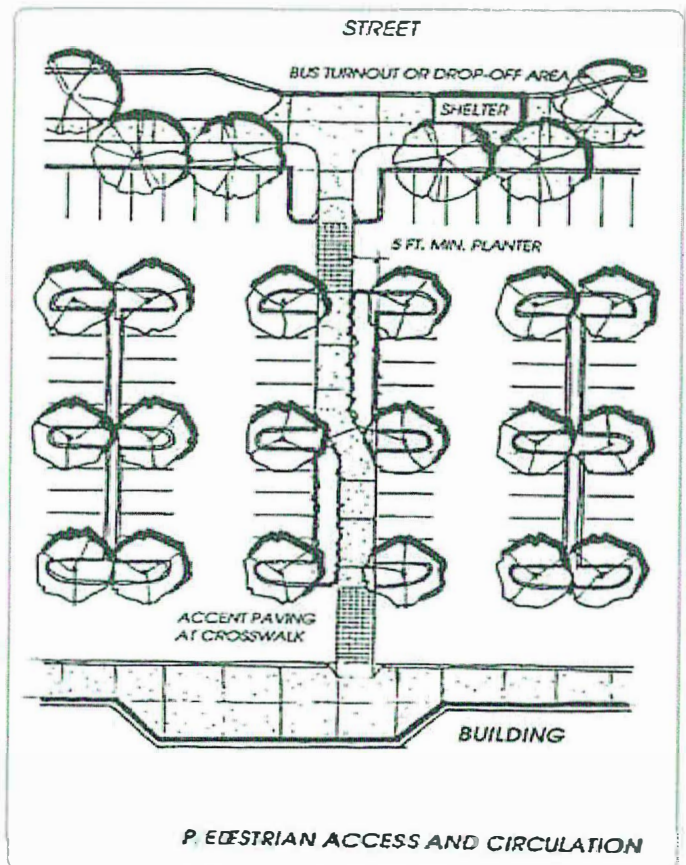 STREET
BUS TURNOUT OR DROP-OFF AREA
SHELTER
5 FT. MIN. PLANTER
ACCENT PAVING
AT CROSSWALK
BUILDING
P. EDESTRIAN ACCESS AND CIRCULATION